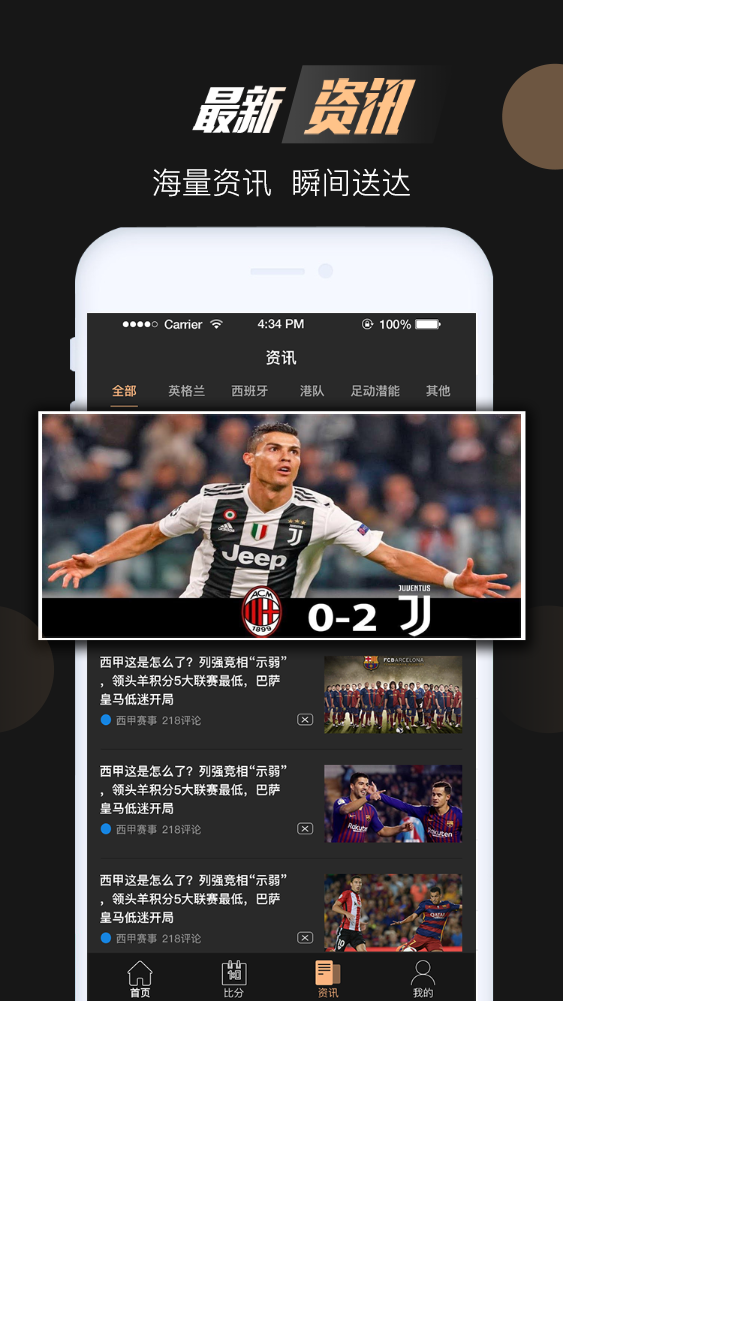 最新 资讯
海量资讯 瞬间送达
Carrier 4:34 PM 100%
资讯
全部 英格兰 西班牙 港队 足动潜能 其他
Jeep
ACM
1899
0-2
JUVENTUS
西甲这是怎么了？列强竞相“示弱”
，领头羊积分5大联赛最低，巴萨
皇马低迷开局
西甲赛事 218评论
FCBARCELONA
西甲这是怎么了？列强竞相“示弱”
，领头羊积分5大联赛最低，巴萨
皇马低迷开局
西甲赛事 218评论
Rakuten
Rakuten
西甲这是怎么了？列强竞相“示弱”
，领头羊积分5大联赛最低，巴萨
皇马低迷开局
西甲赛事 218评论
首页 比分 资讯 我的